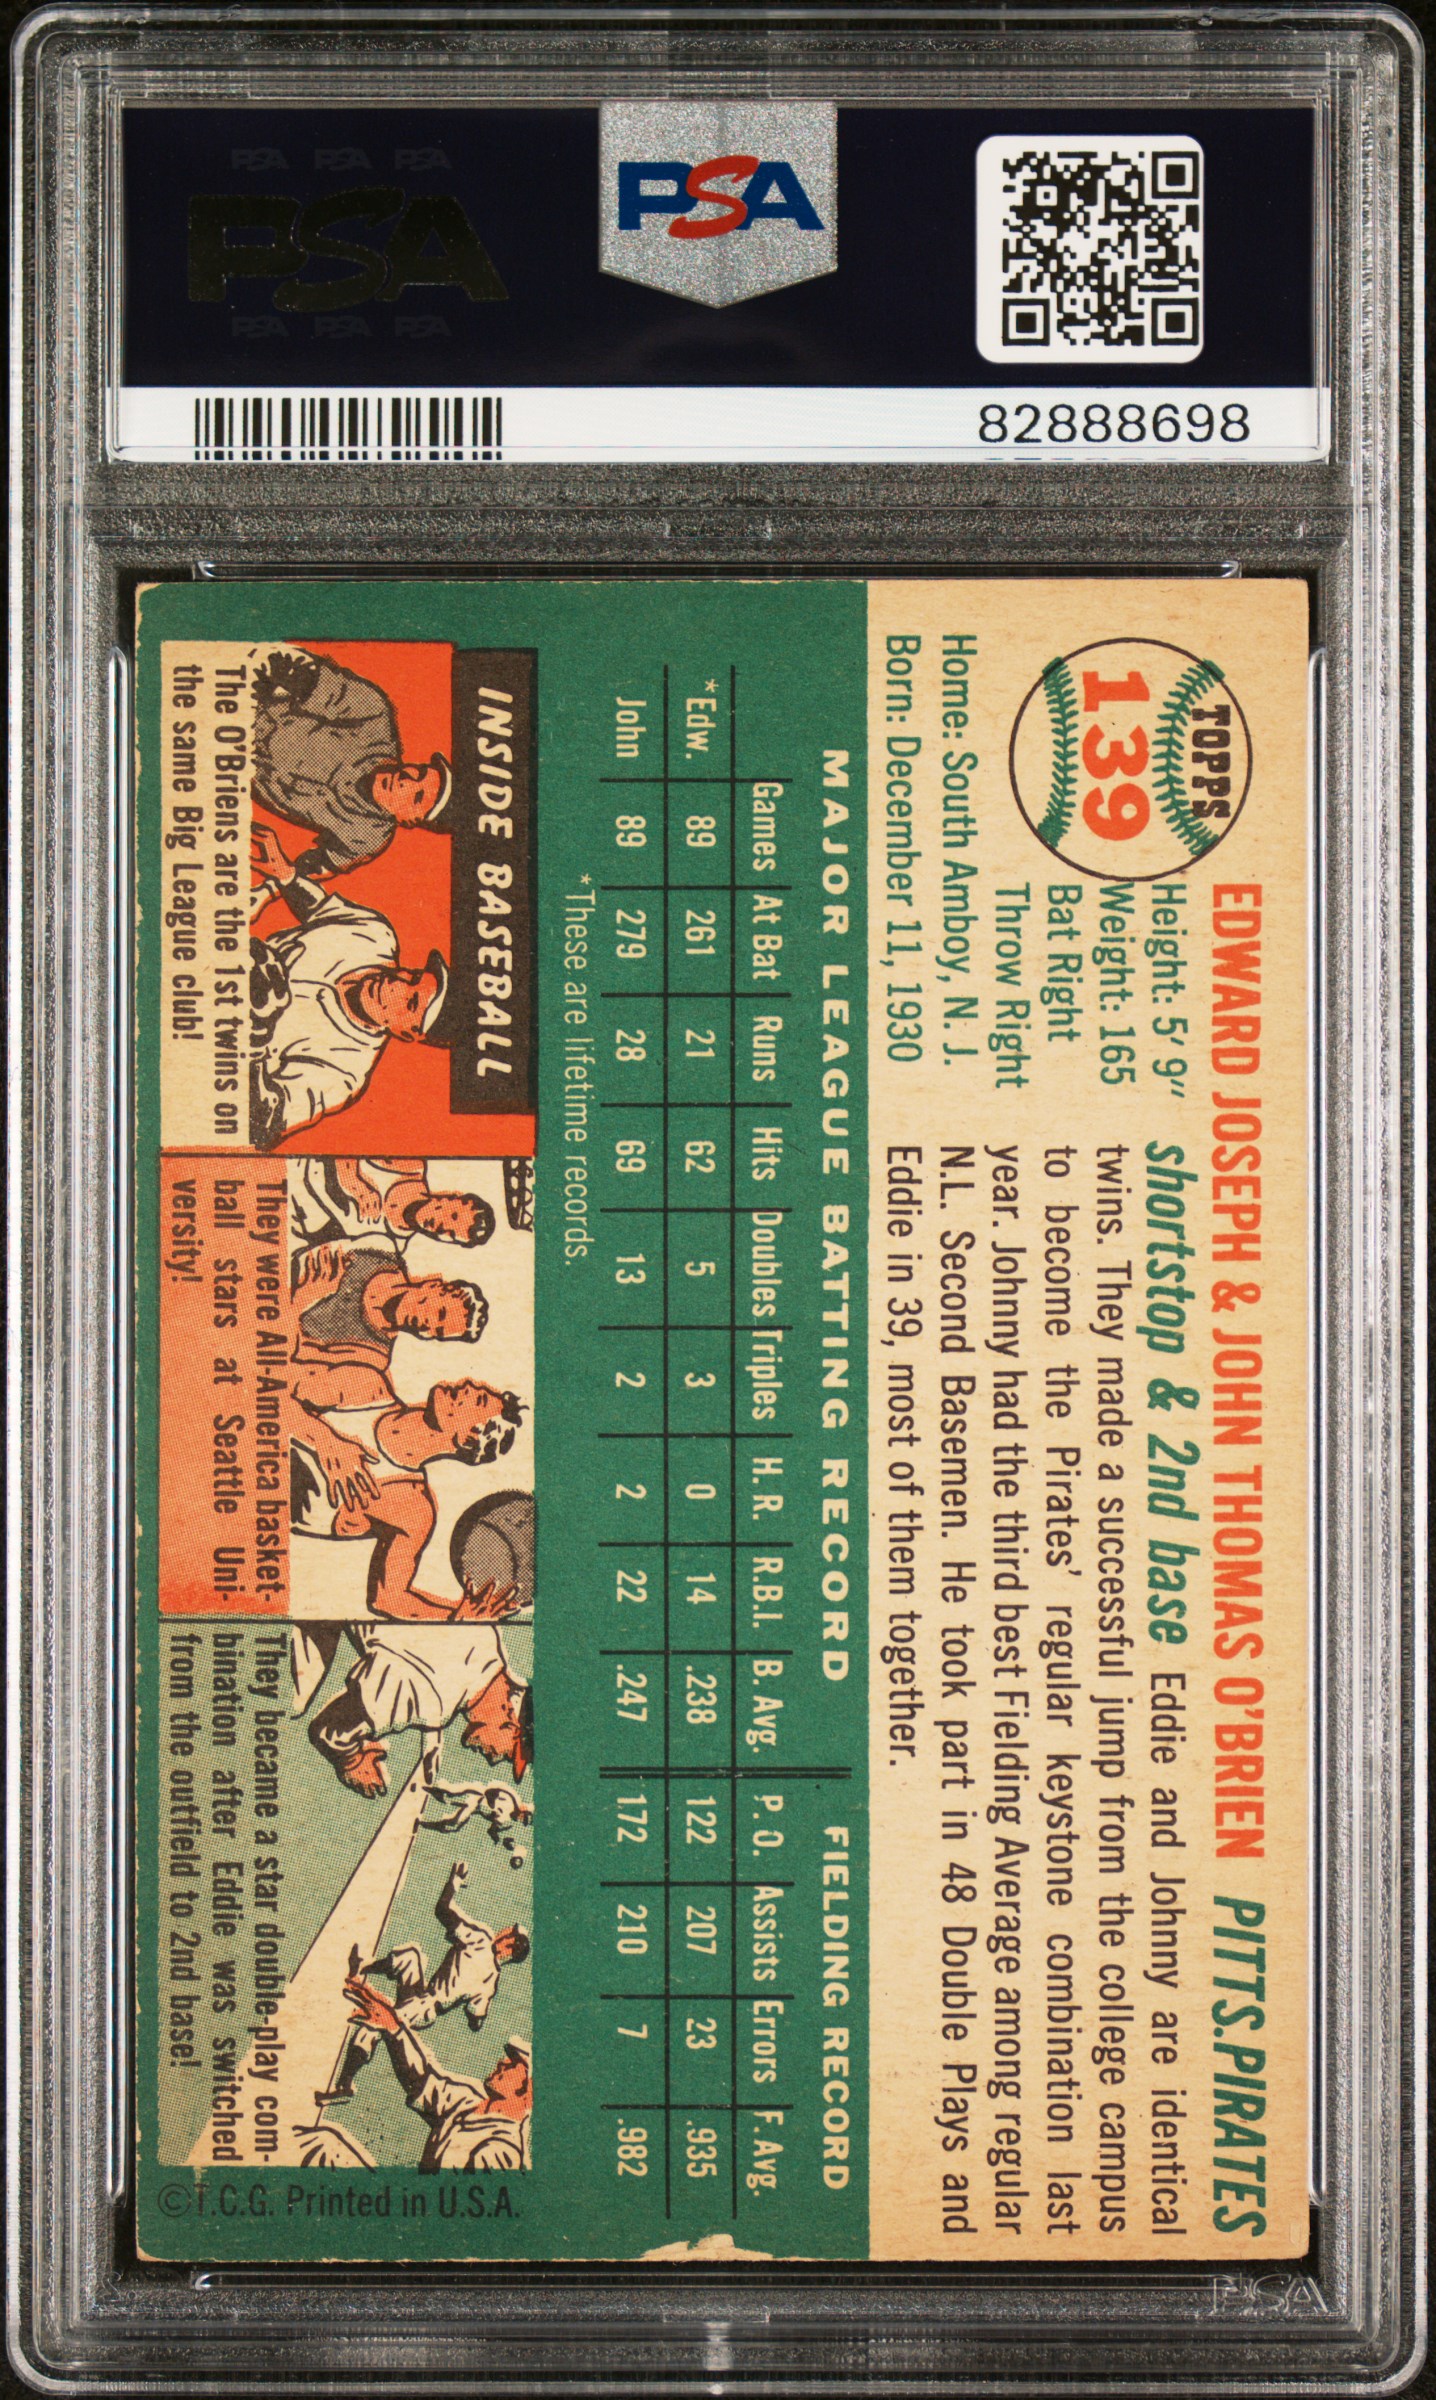 PSA PSA PSA
PSA
PSA PSA PSA
PSA
82888698
TOPPS
139
EDWARD JOSEPH & JOHN THOMAS O'BRIEN PITTS. PIRATES
Height: 5' 9"
Weight: 165
Bat Right
Throw Right
Home: South Amboy, N. J.
Born: December 11, 1930
shortstop & 2nd base Eddie and Johnny are identical
twins. They made a successful jump from the college campus
to become the Pirates' regular keystone combination last
year. Johnny had the third best Fielding Average among regular
N.L. Second Basemen. He took part in 48 Double Plays and
Eddie in 39, most of them together.
MAJOR LEAGUE BATTING RECORD FIELDING RECORD
Games At Bat Runs Hits Doubles Triples H. R. R.B.I. B. Avg. P. O. Assists Errors F. Avg.
*Edw. 89 261 21 62 5 3 0 14 .238 122 207 23 .935
John 89 279 28 69 13 2 2 22 .247 172 210 7 .982
*These are lifetime records.
INSIDE BASEBALL
The O'Briens are the 1st twins on
the same Big League club!
They were All-America basket-
ball stars at Seattle Uni-
versity!
They became a star double-play com-
bination after Eddie was switched
from the outfield to 2nd base!
©T.C.G. Printed in U.S.A.
PSA